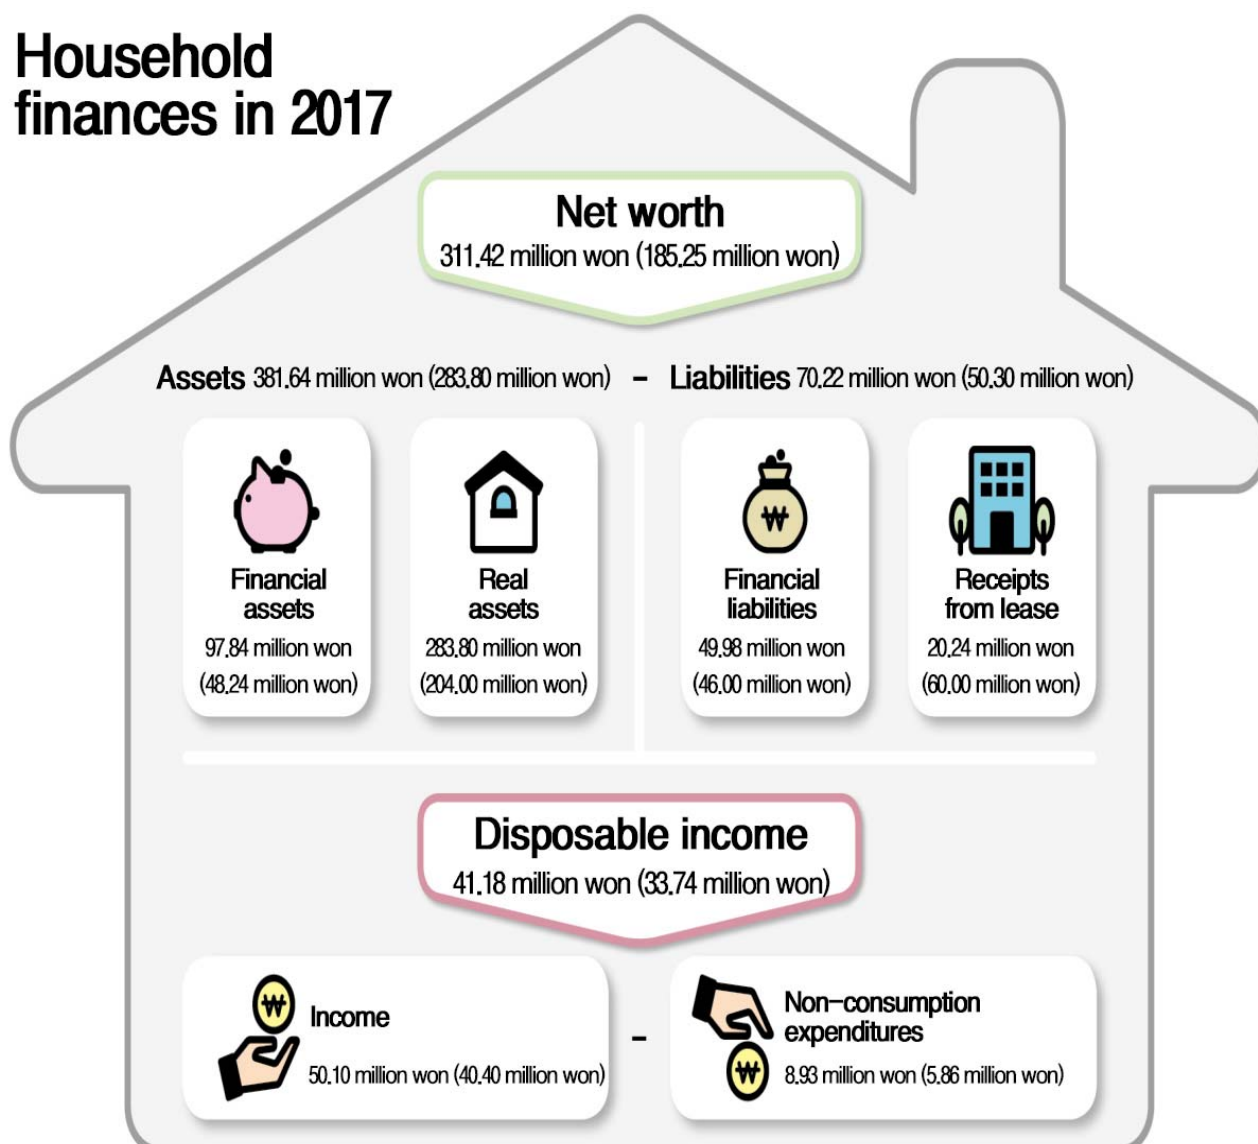 Household
finances in 2017
Net worth
311.42 million won (185.25 million won)
Assets 381.64 million won (283.80 million won) - Liabilities 70.22 million won (50.30 million won)
Financial
assets
97.84 million won
(48.24 million won)
Real
assets
283.80 million won
(204.00 million won)
₩
Financial
liabilities
49.98 million won
(46.00 million won)
Receipts
from lease
20.24 million won
(60.00 million won)
Disposable income
41.18 million won (33.74 million won)
₩
Income
50.10 million won (40.40 million won)
-
Non-consumption
expenditures
₩
8.93 million won (5.86 million won)